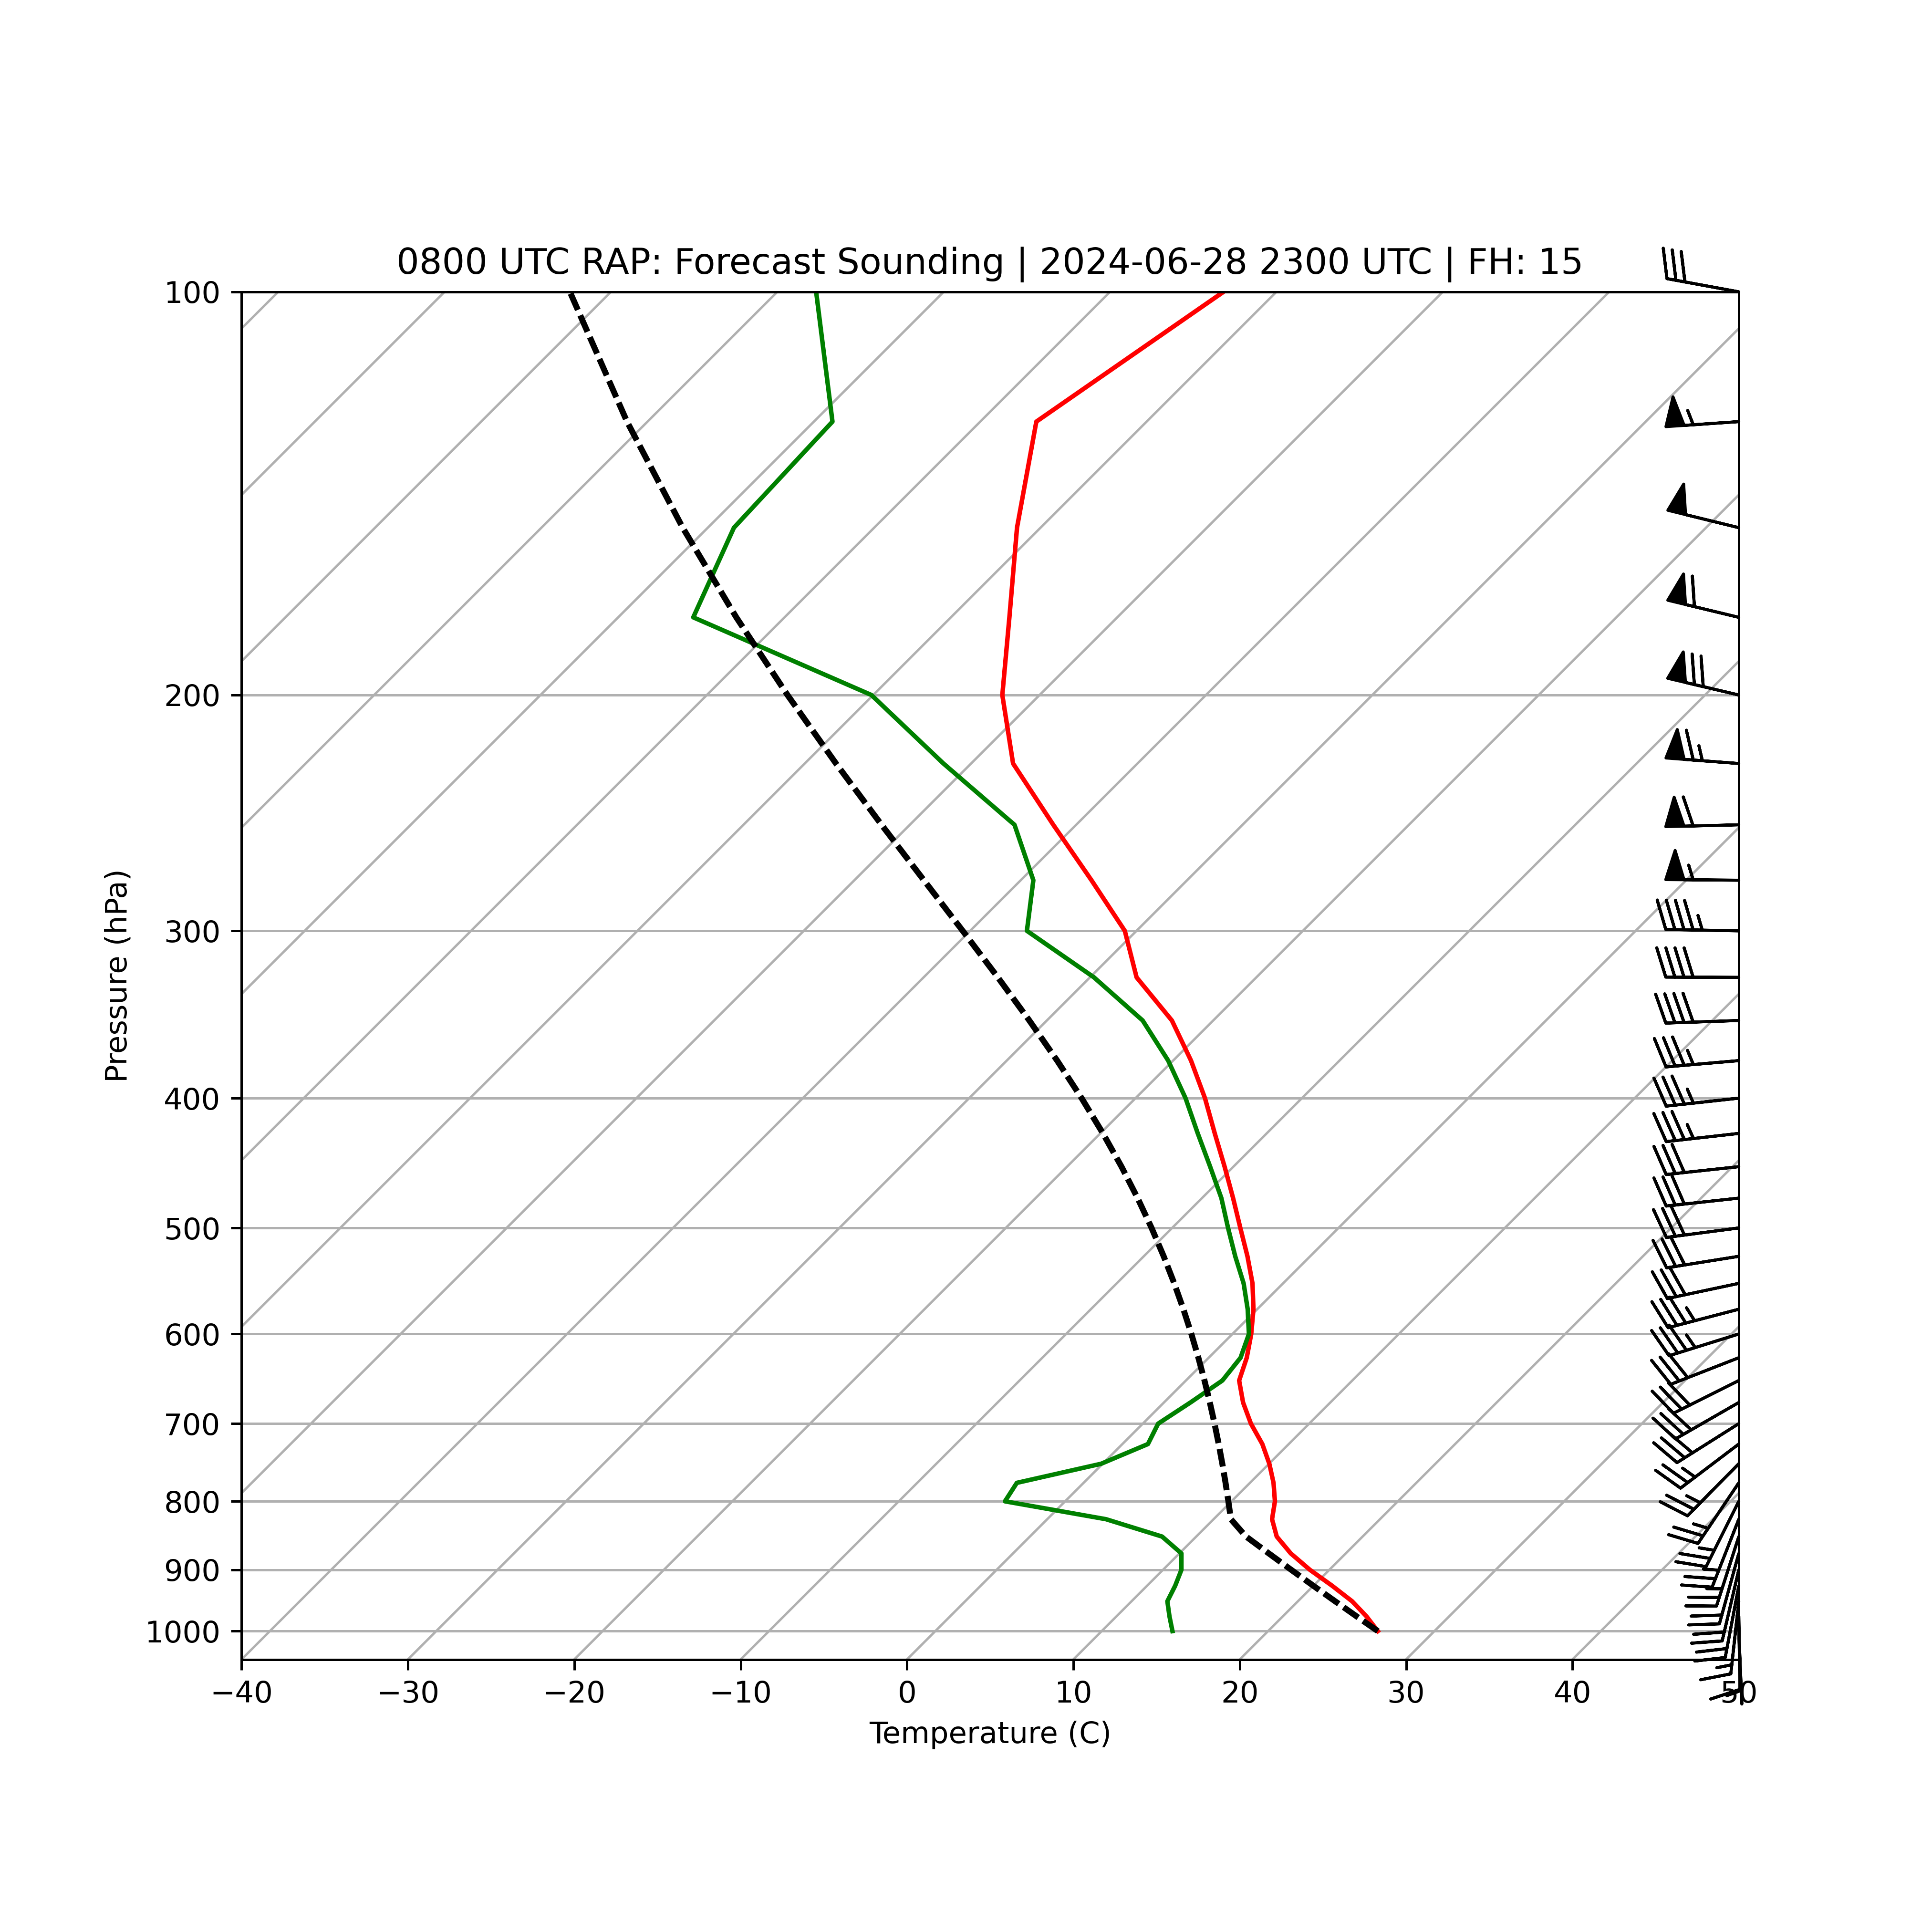 0800 UTC RAP: Forecast Sounding | 2024-06-28 2300 UTC | FH: 15
100
200
300
400
500
600
700
800
900
1000
Pressure (hPa)
−40 −30 −20 −10 0 10 20 30 40 50
Temperature (C)